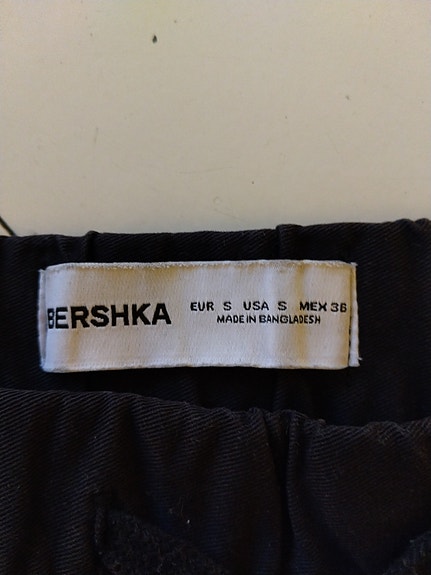 BERSHKA
EUR S USA S MEX 36
MADE IN BANGLADESH